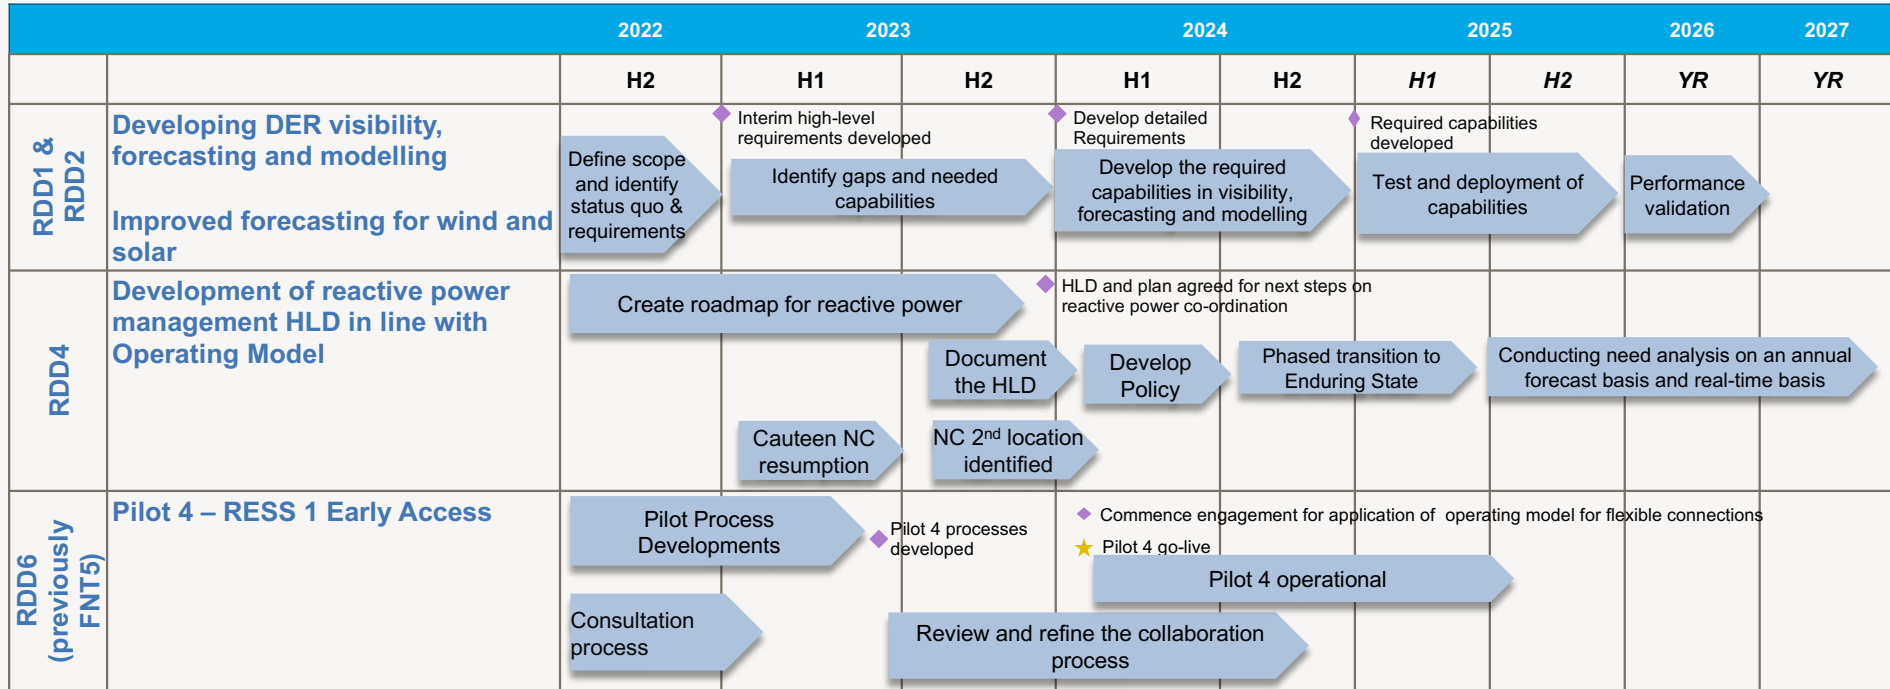 2022 2023 2024 2025 2026 2027
H2 H1 H2 H1 H2 H1 H2 YR YR
RDD1 &
RDD2
Developing DER visibility,
forecasting and modelling
Improved forecasting for wind and
solar
Define scope
and identify
status quo &
requirements
Interim high-level
requirements developed
Identify gaps and needed
capabilities
Develop detailed
Requirements
Develop the required
capabilities in visibility,
forecasting and modelling
Required capabilities
developed
Test and deployment of
capabilities
Performance
validation
RDD4
Development of reactive power
management HLD in line with
Operating Model
Create roadmap for reactive power
HLD and plan agreed for next steps on
reactive power co-ordination
Document
the HLD
Develop
Policy
Phased transition to
Enduring State
Conducting need analysis on an annual
forecast basis and real-time basis
Cauteen NC
resumption
NC 2nd location
identified
RDD6
(previously
FNT5)
Pilot 4 – RESS 1 Early Access
Pilot Process
Developments
Pilot 4 processes
developed
Commence engagement for application of operating model for flexible connections
Pilot 4 go-live
Pilot 4 operational
Consultation
process
Review and refine the collaboration
process